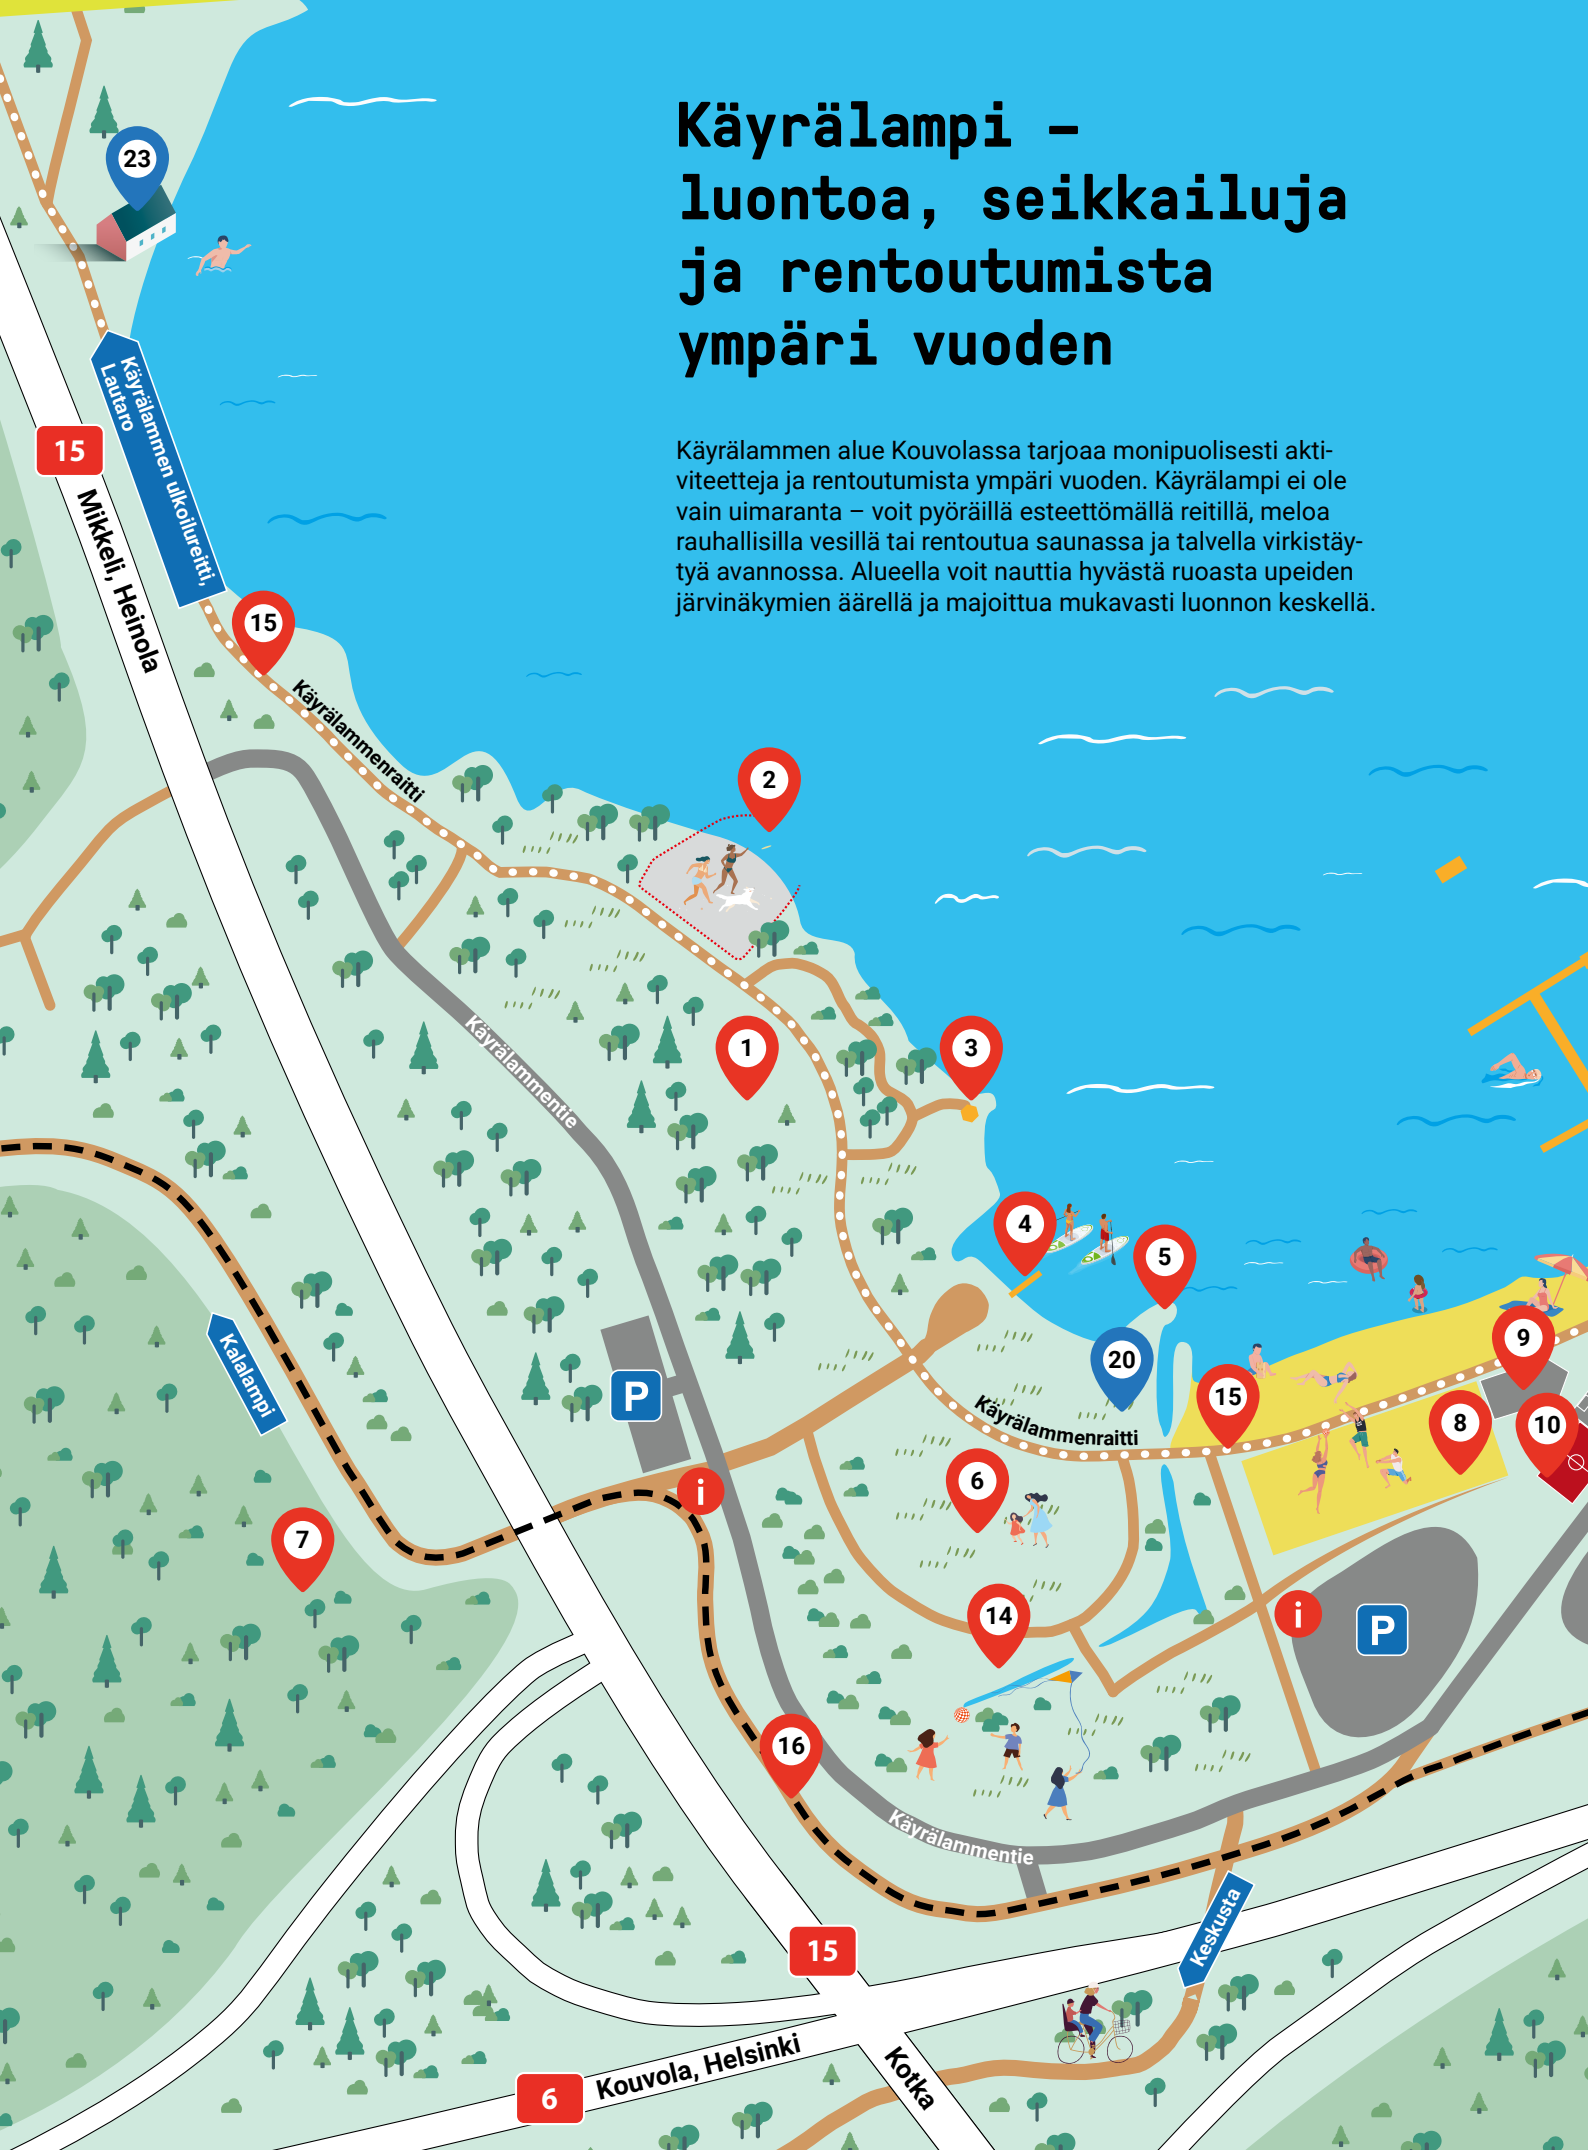 Käyrälampi –
luontoa, seikkailuja
ja rentoutumista
ympäri vuoden
Käyrälammen alue Kouvolassa tarjoaa monipuolisesti akti-
viteetteja ja rentoutumista ympäri vuoden. Käyrälampi ei ole
vain uimaranta – voit pyöräillä esteettömällä reitillä, meloa
rauhallisilla vesillä tai rentoutua saunassa ja talvella virkistäy-
tyä avannossa. Alueella voit nauttia hyvästä ruoasta upeiden
järvinäkymien äärellä ja majoittua mukavasti luonnon keskellä.
23
Käyrälammen ulkoilureitti,
Lautaro
15
Mikkeli, Heinola
15
Käyrälammenraitti
2
1
3
Käyrälammentie
4
5
20
9
15
8
10
Kalalampi
P
Käyrälammenraitti
6
i
7
14
i
P
16
Käyrälammentie
Keskusta
15
Kouvola, Helsinki
6
Kotka